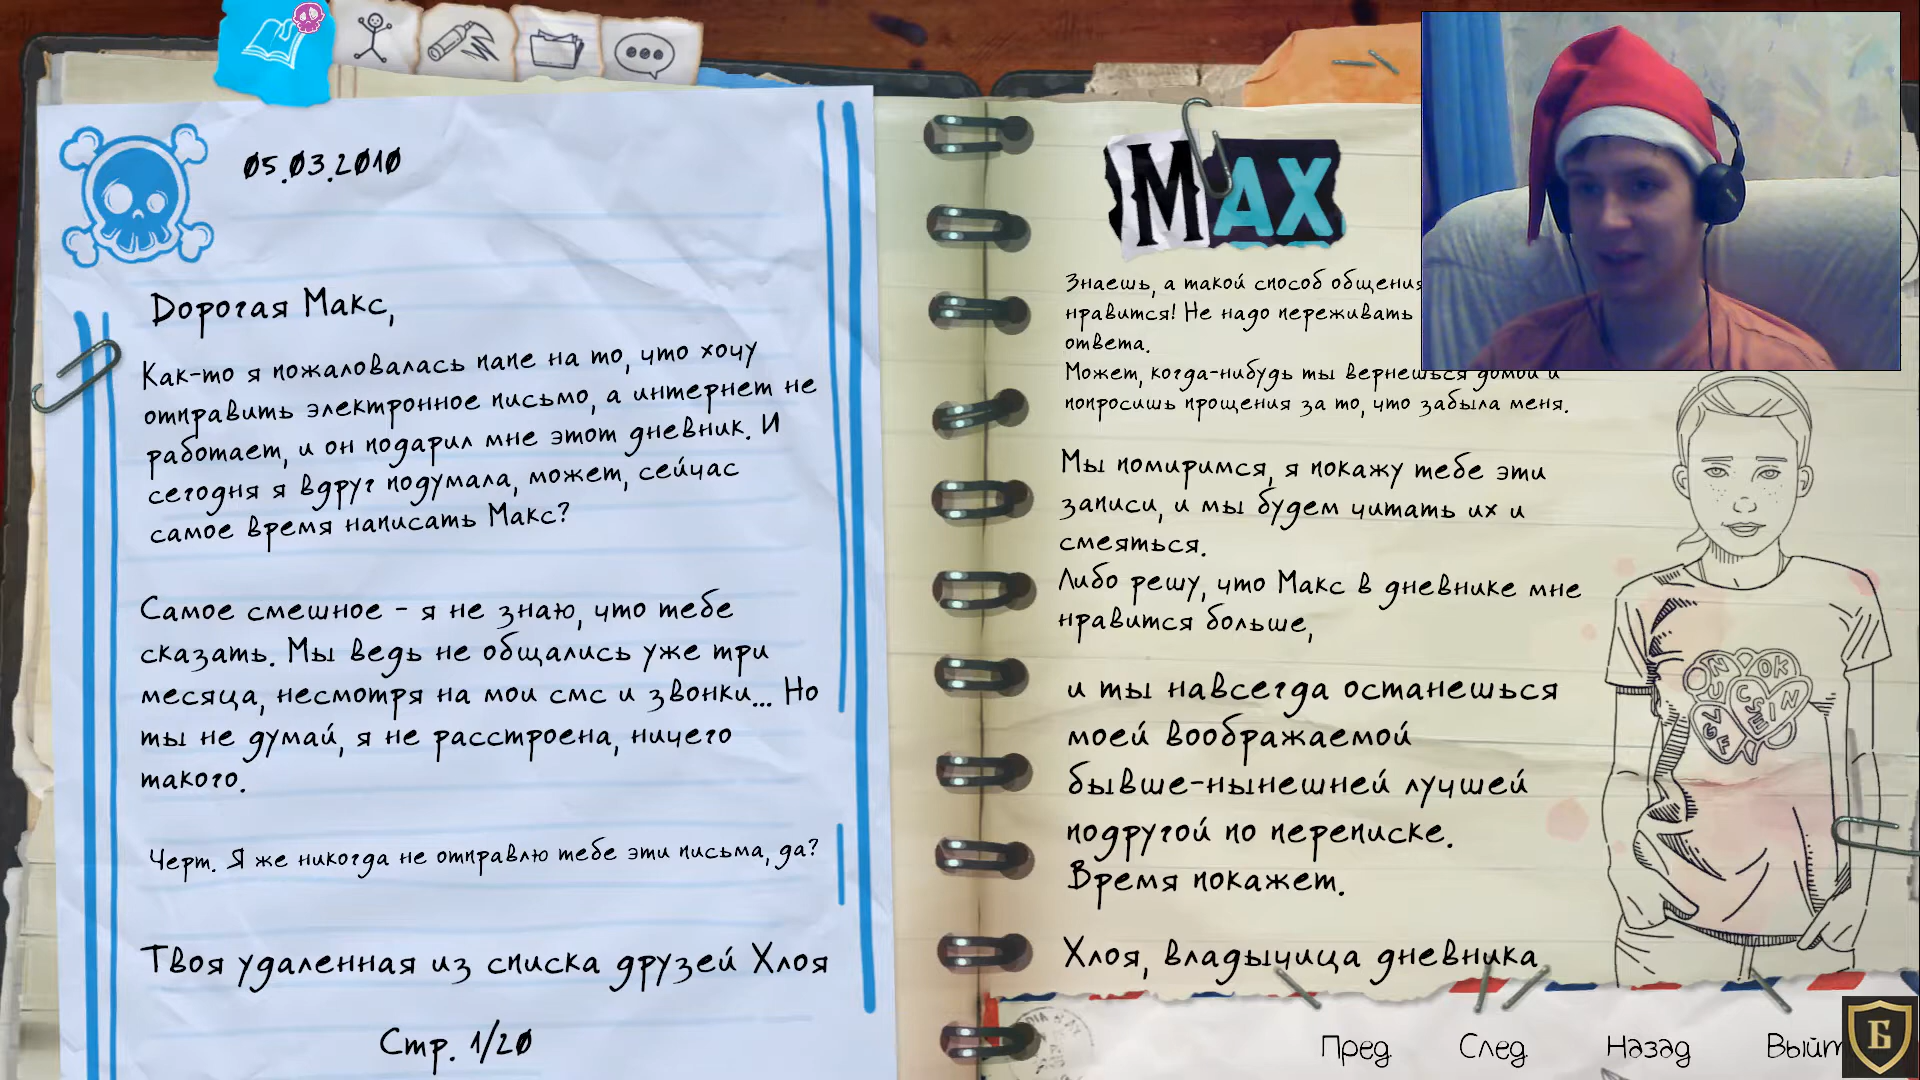 05.03.2010
Дорогая Макс,
Как-то я пожаловалась папе на то, что хочу
отправить электронное письмо, а интернет не
работает, и он подарил мне этот дневник. И
сегодня я вдруг подумала, может, сейчас
самое время написать Макс?
Самое смешное - я не знаю, что тебе
сказать. Мы ведь не общались уже три
месяца, несмотря на мои смс и звонки... Но
ты не думай, я не расстроена, ничего
такого.
Черт. Я же никогда не отправлю тебе эти письма, да?
Твоя удаленная из списка друзей Хлоя
Стр. 1/20
MAX
Знаешь, а такой способ общения
нравится! Не надо переживать
ответа.
Может, когда-нибудь ты вернешься домой и
попросишь прощения за то, что забыла меня.
Мы помиримся, я покажу тебе эти
записи, и мы будем читать их и
смеяться.
Либо решу, что Макс в дневнике мне
нравится больше,
и ты навсегда останешься
моей воображаемой
бывше-нынешней лучшей
подругой по переписке.
Время покажет.
Хлоя, владычица дневника
Пред След Назад Выйт
Б